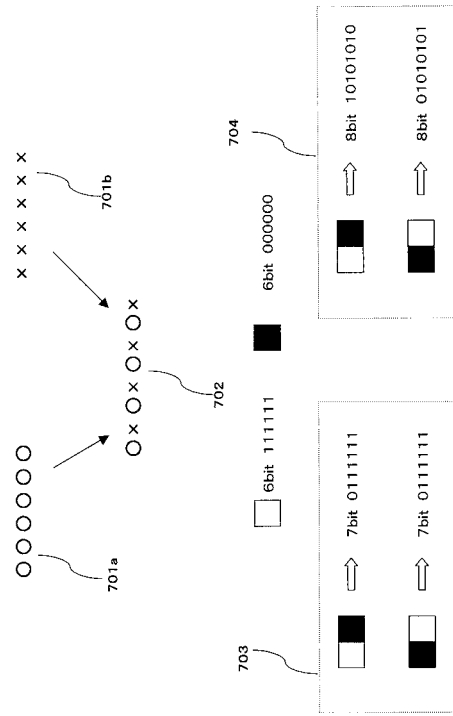 ○○○○○○
××××××
701a
701b
○×○×○×○×
702
6bit 111111
6bit 000000
703
704
7bit 0111111
7bit 0111111
8bit 10101010
8bit 01010101